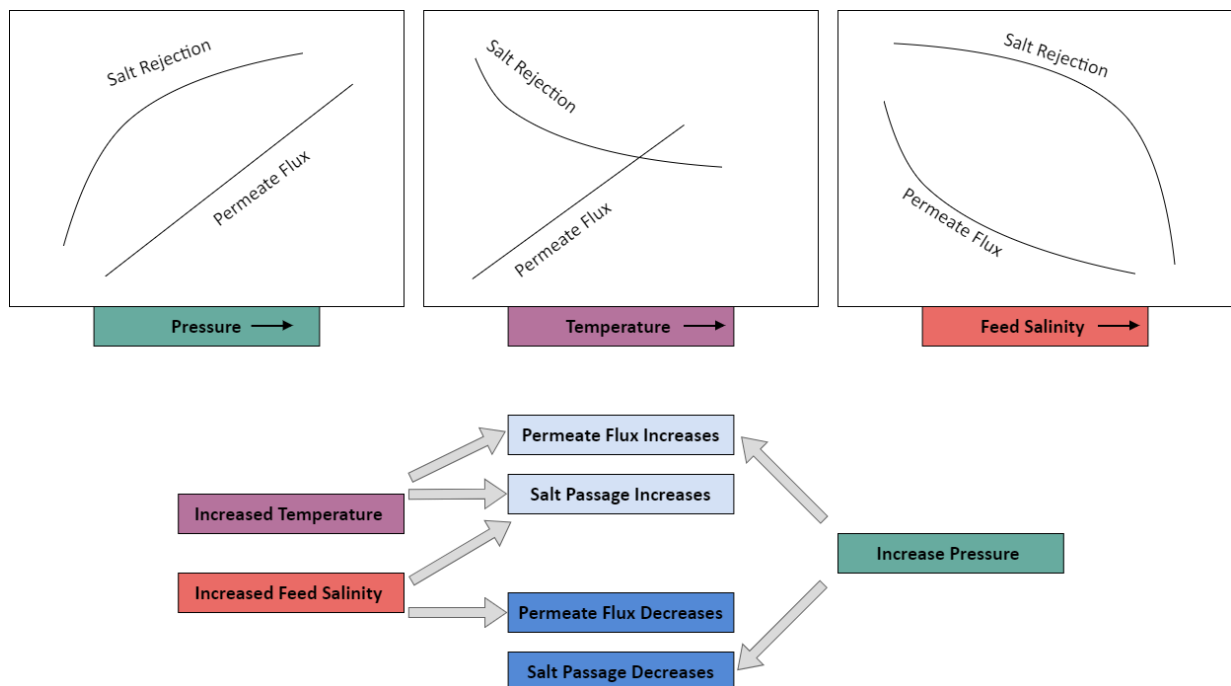 Salt Rejection
Permeate Flux
Pressure
Salt Rejection
Permeate Flux
Temperature
Salt Rejection
Permeate Flux
Feed Salinity
Permeate Flux Increases
Salt Passage Increases
Increased Temperature
Increase Pressure
Increased Feed Salinity
Permeate Flux Decreases
Salt Passage Decreases